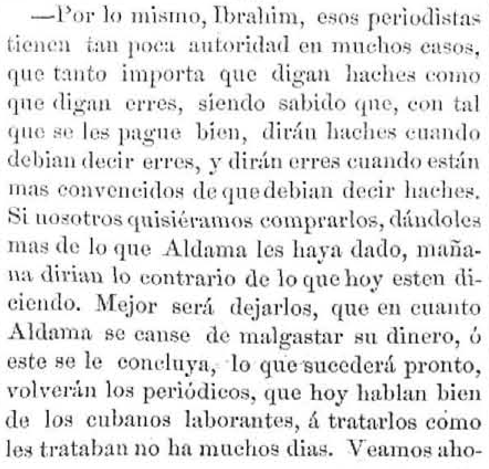 —Por lo mismo, Ibrahim, esos periodistas
tienen tan poca autoridad en muchos casos,
que tanto importa que digan haches como
que digan erres, siendo sabido que, con tal
que se les pague bien, dirán haches cuando
debian decir erres, y dirán erres cuando están
mas convencidos de que debian decir haches.
Si nosotros quisiéramos comprarlos, dándoles
mas de lo que Aldama les haya dado, maña-
na dirian lo contrario de lo que hoy esten di-
ciendo. Mejor será dejarlos, que en cuanto
Aldama se canse de malgastar su dinero, ó
este se le concluya, lo que sucederá pronto,
volverán los periódicos, que hoy hablan bien
de los cubanos laborantes, á tratarlos como
les trataban no ha muchos dias. Veamos aho-